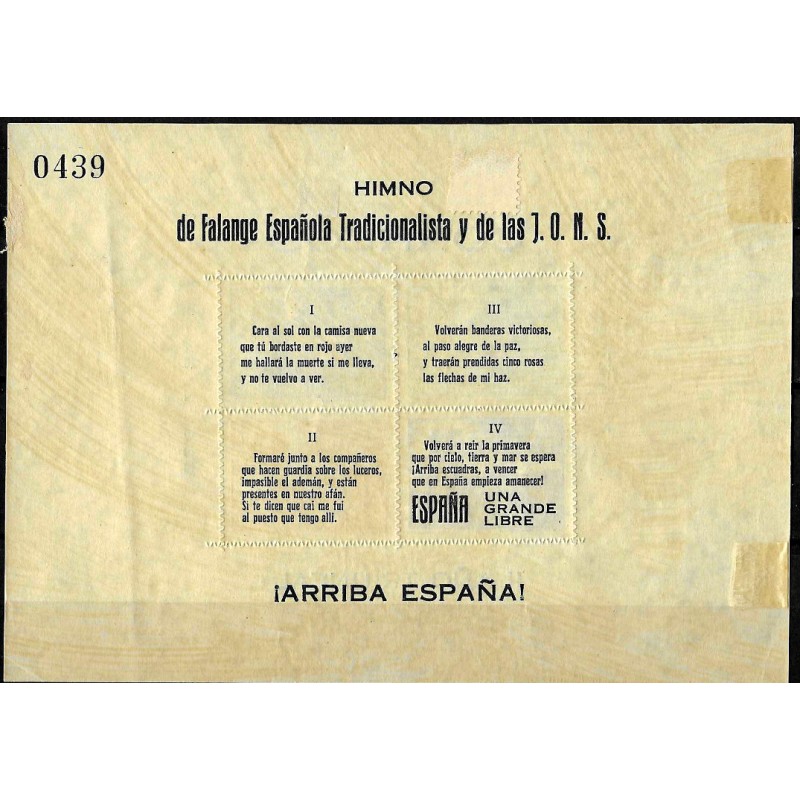 0439
HIMNO
de Falange Española Tradicionalista y de las J. O. N. S.
I
Cara al sol con la camisa nueva
que tú bordaste en rojo ayer
me hallará la muerte si me lleva,
y no te vuelvo a ver.
III
Volverán banderas victoriosas,
al paso alegre de la paz,
y traerán prendidas cinco rosas
las flechas de mi haz.
II
Formaré junto a los compañeros
que hacen guardia sobre los luceros,
impasible el ademán, y están
presentes en nuestro afán.
Si te dicen que caí me fui
al puesto que tengo allí.
IV
Volverá a reir la primavera
que por cielo, tierra y mar se espera
¡Arriba escuadras, a vencer
que en España empieza amanecer!
ESPAÑA UNA
GRANDE
LIBRE
¡ARRIBA ESPAÑA!